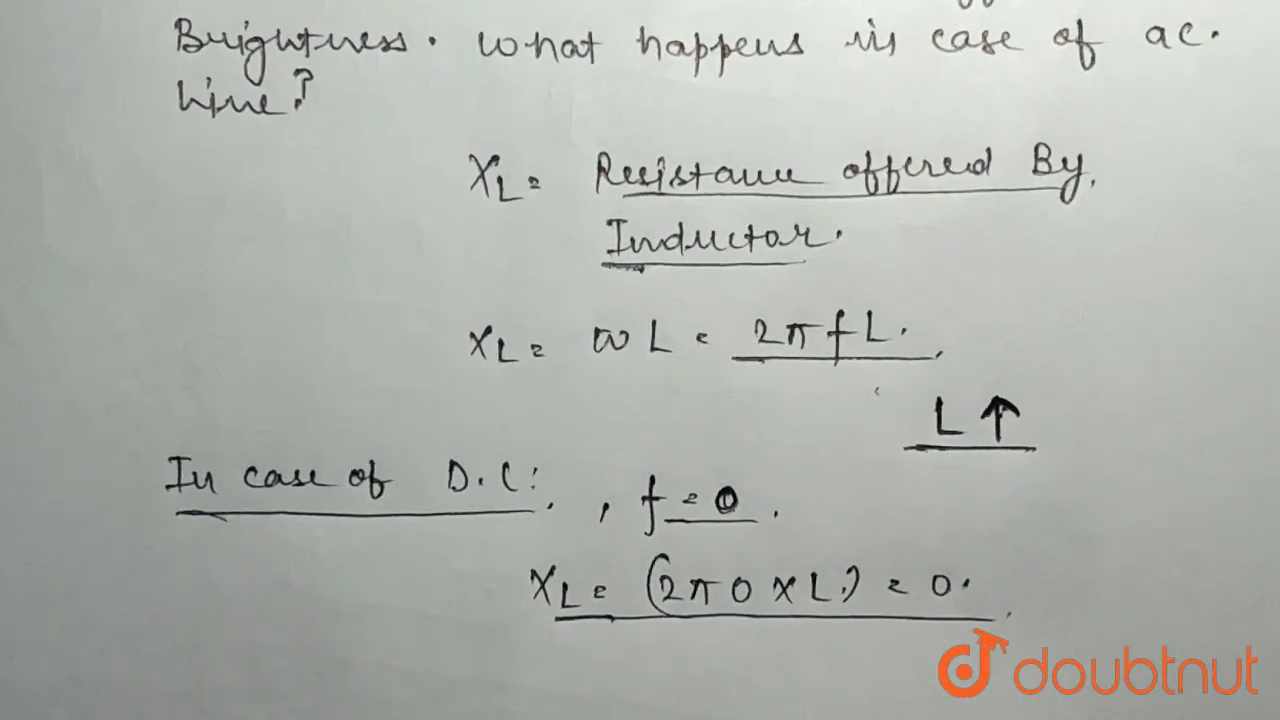 Brightness. What happens in case of ac.
line?
XL = Resistance offered By,
Inductor.
XL = ωL = 2πfL.
L ↑
In case of D.C:, f = 0.
XL = (2π0 × L) = 0.
doubtnut